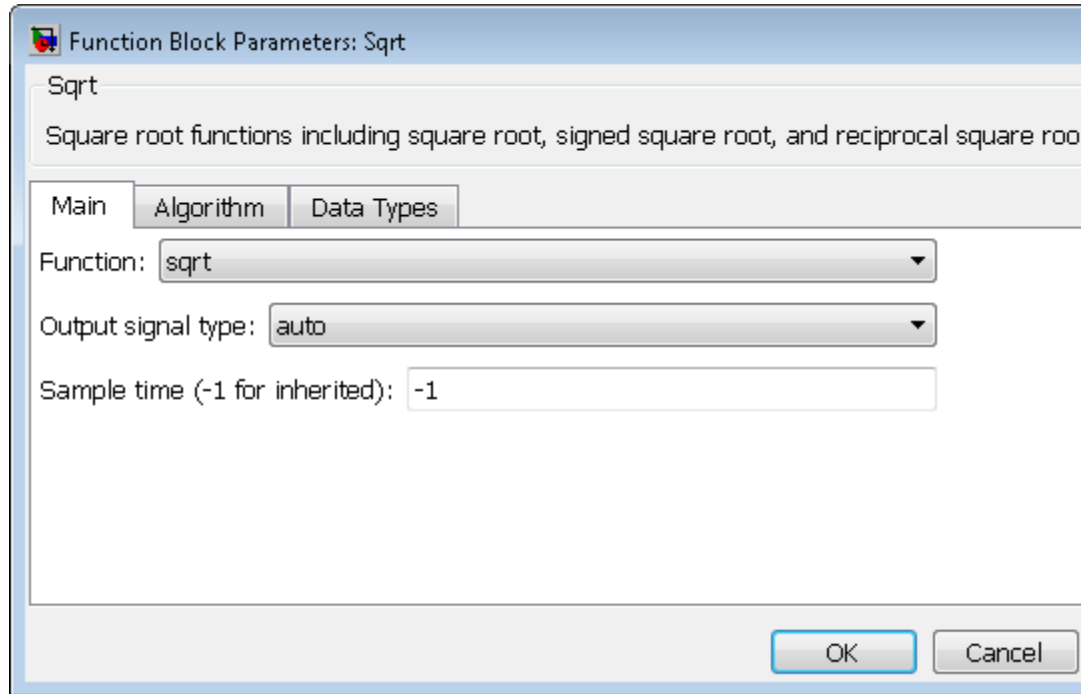 Function Block Parameters: Sqrt
Sqrt
Square root functions including square root, signed square root, and reciprocal square roo
Main Algorithm Data Types
Function: sqrt
Output signal type: auto
Sample time (-1 for inherited): -1
OK Cancel